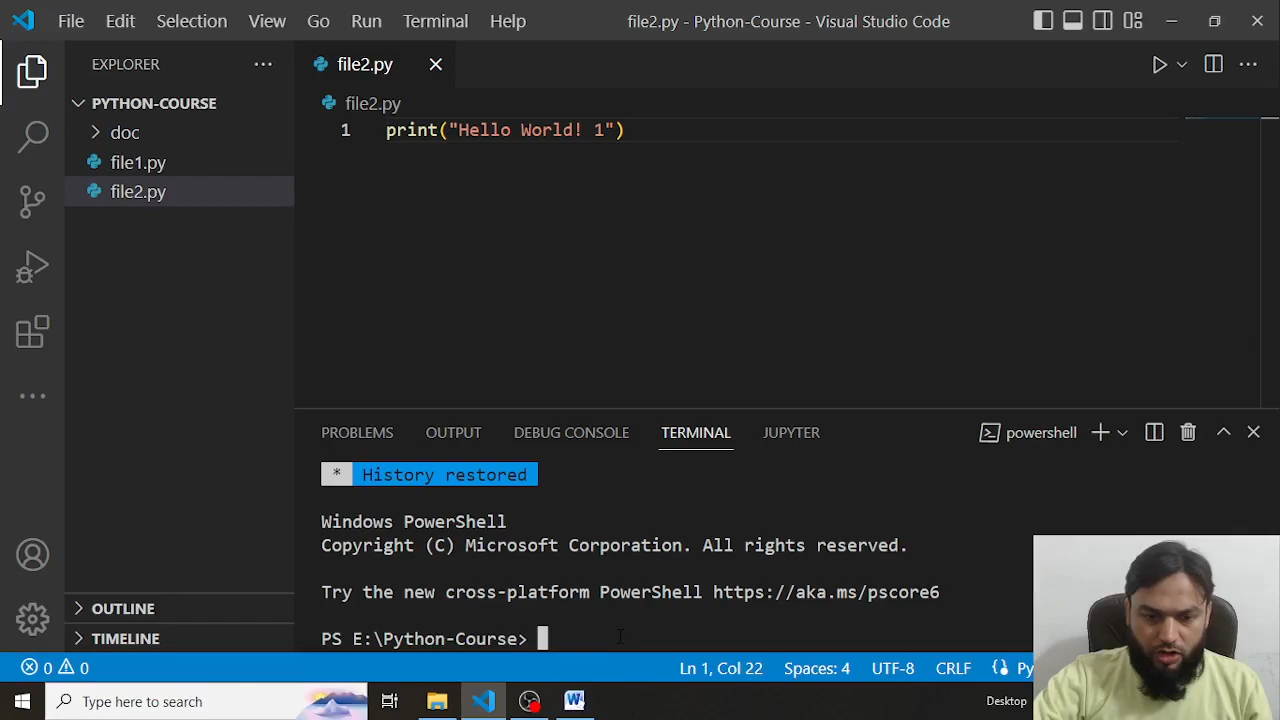 File Edit Selection View Go Run Terminal Help file2.py - Python-Course - Visual Studio Code
EXPLORER
file2.py
PYTHON-COURSE
file2.py
doc
1 print("Hello World! 1")
file1.py
file2.py
PROBLEMS OUTPUT DEBUG CONSOLE TERMINAL JUPYTER powershell
* History restored
Windows PowerShell
Copyright (C) Microsoft Corporation. All rights reserved.
Try the new cross-platform PowerShell https://aka.ms/pscore6
OUTLINE
TIMELINE
PS E:\Python-Course>
0 0 Ln 1, Col 22 Spaces: 4 UTF-8 CRLF Py
Type here to search
Desktop